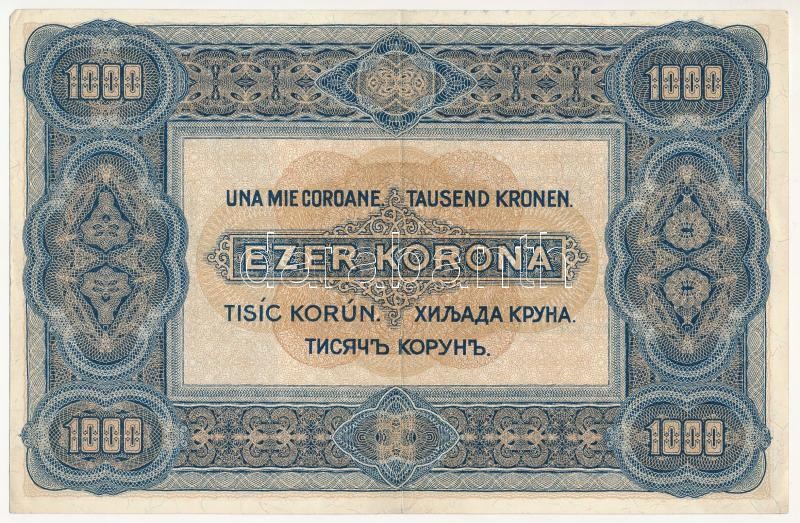 1000 1000
UNA MIE COROANE. TAUSEND KRONEN.
EZER KORONA
TISÍC KORÚN. ХИЉАДА КРУНА.
ТИСЯЧЪ КОРУНЪ.
1000 1000